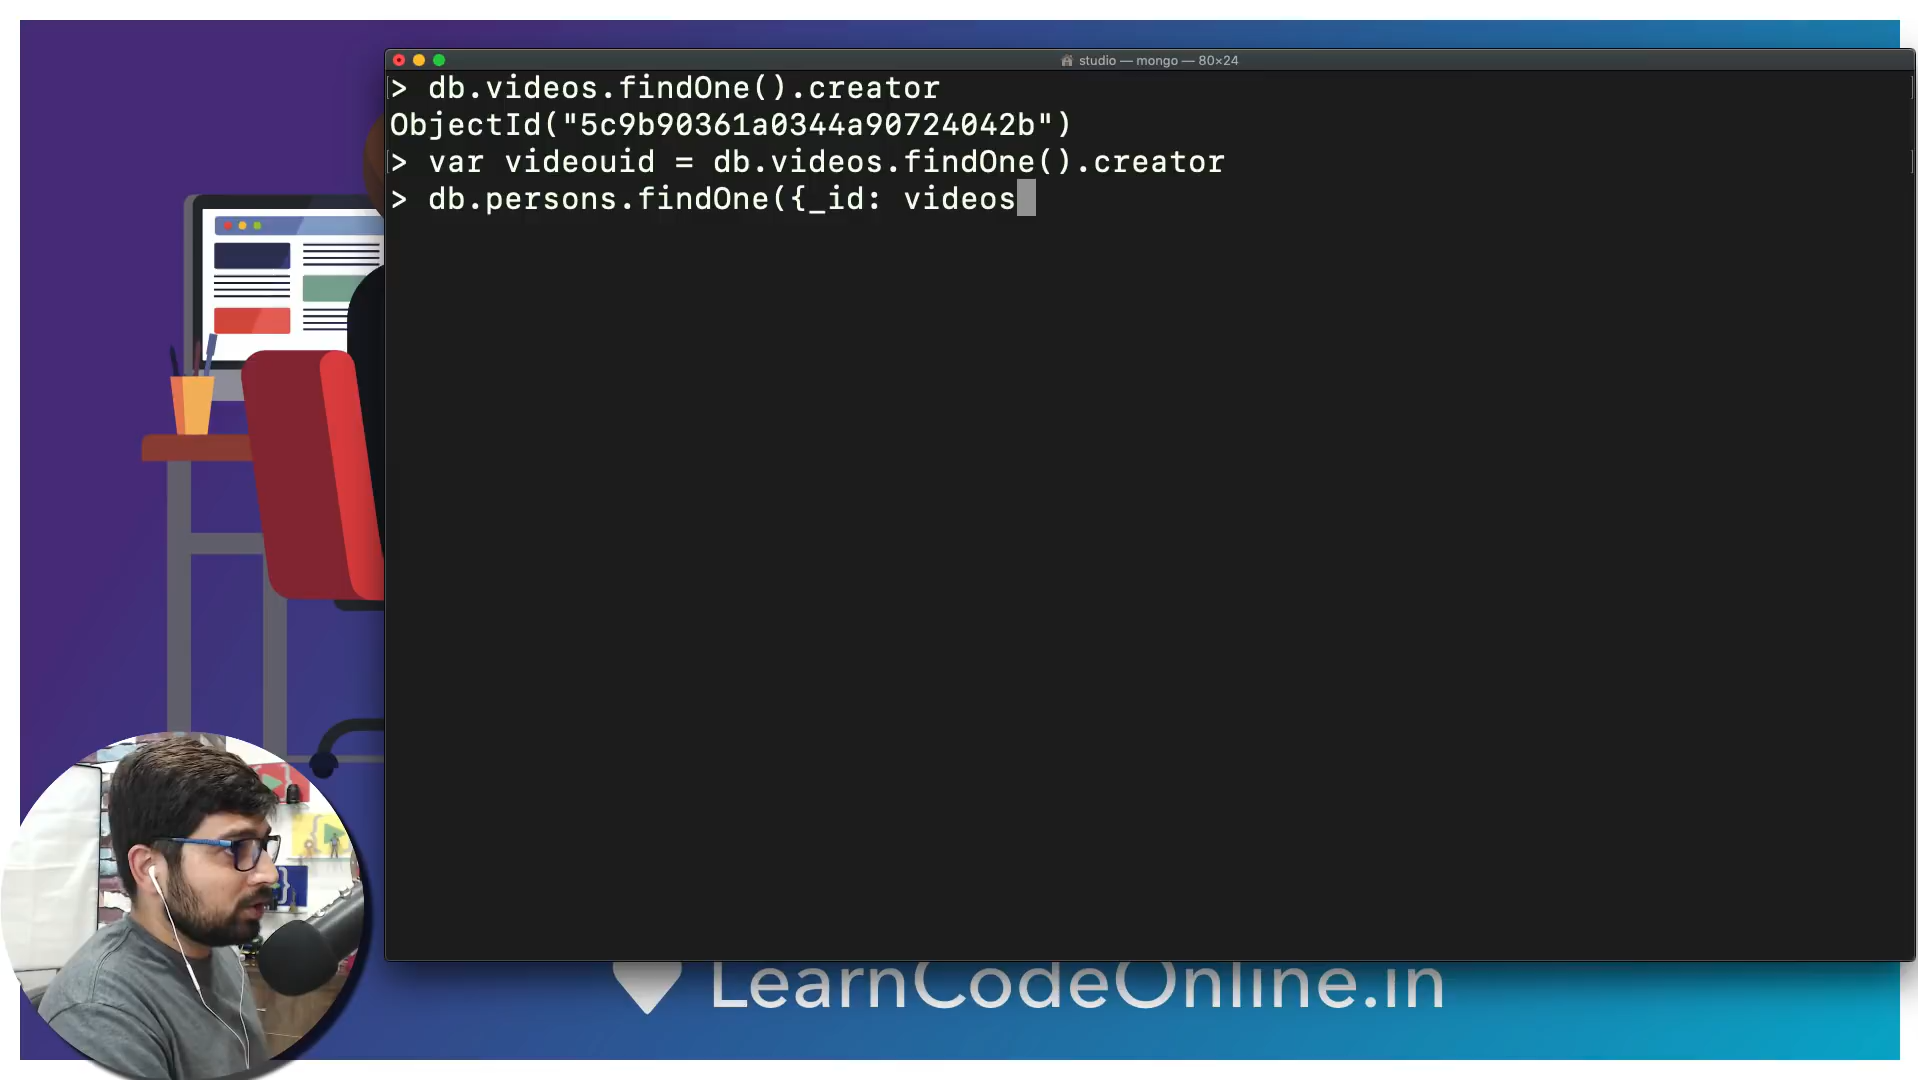 studio — mongo — 80×24
> db.videos.findOne().creator
ObjectId("5c9b90361a0344a90724042b")
> var videouid = db.videos.findOne().creator
> db.persons.findOne({_id: videos
LearnCodeOnline.in